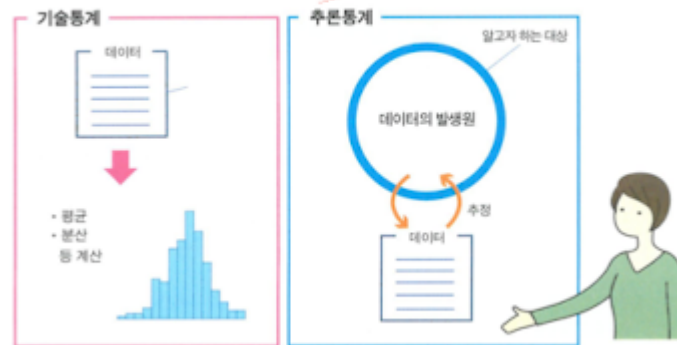 기술통계
데이터
• 평균
• 분산
등 계산
추론통계
알고자 하는 대상
데이터의 발생원
추정
데이터